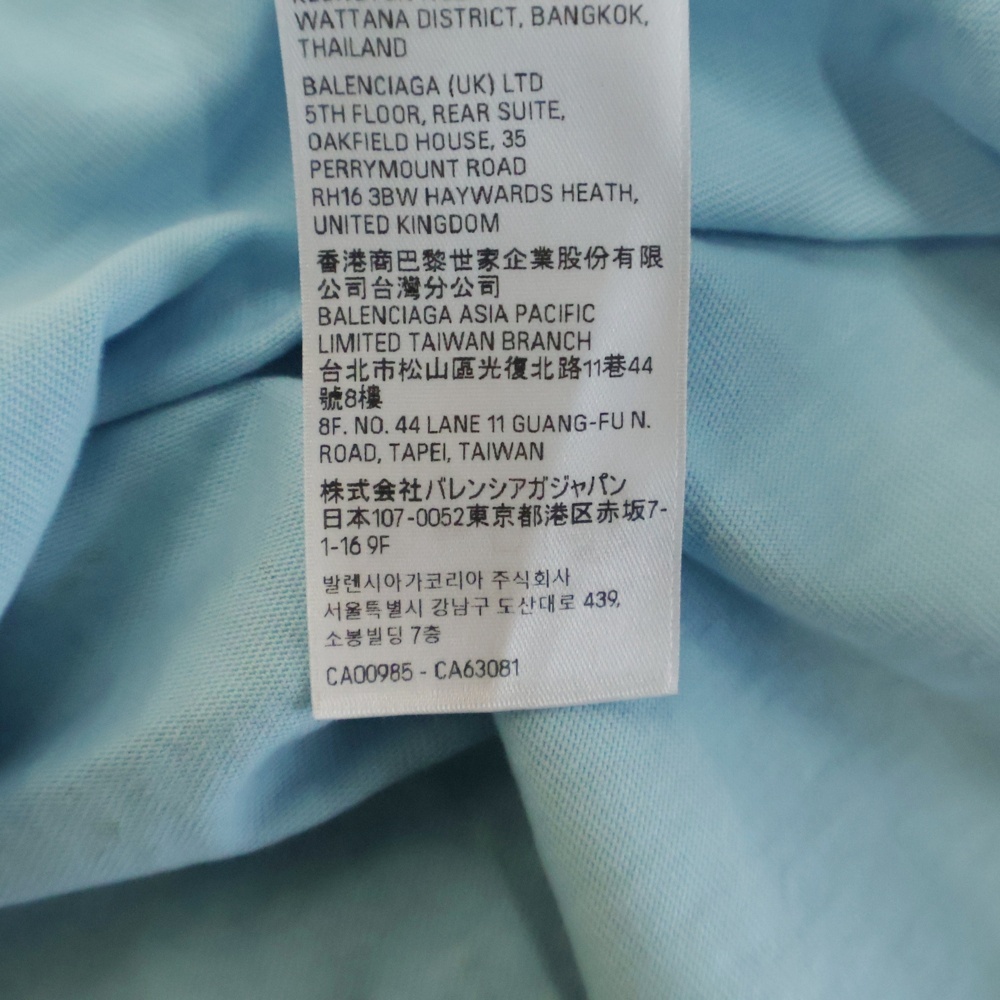 WATTANA DISTRICT, BANGKOK,
THAILAND
BALENCIAGA (UK) LTD
5TH FLOOR, REAR SUITE,
OAKFIELD HOUSE, 35
PERRYMOUNT ROAD
RH16 3BW HAYWARDS HEATH,
UNITED KINGDOM
香港商巴黎世家企業股份有限
公司台灣分公司
BALENCIAGA ASIA PACIFIC
LIMITED TAIWAN BRANCH
台北市松山區光復北路11巷44
號8樓
8F. NO. 44 LANE 11 GUANG-FU N.
ROAD, TAPEI, TAIWAN
株式会社バレンシアガジャパン
日本107-0052東京都港区赤坂7-
1-16 9F
발렌시아가코리아 주식회사
서울특별시 강남구 도산대로 439,
소봉빌딩 7층
CA00985 - CA63081